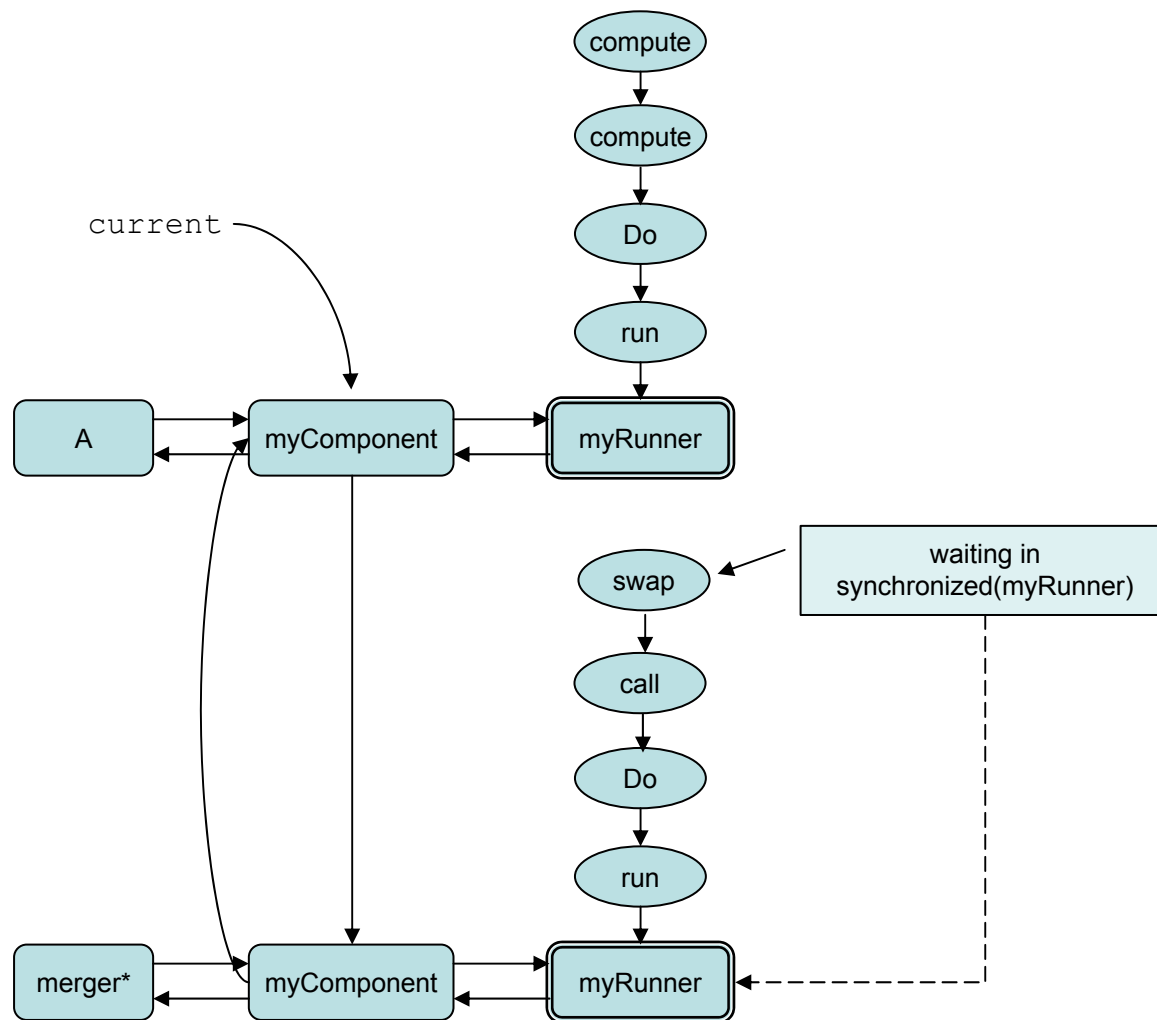 compute
compute
Do
current
run
A
myComponent
myRunner
swap
waiting in
synchronized(myRunner)
call
Do
run
merger*
myComponent
myRunner